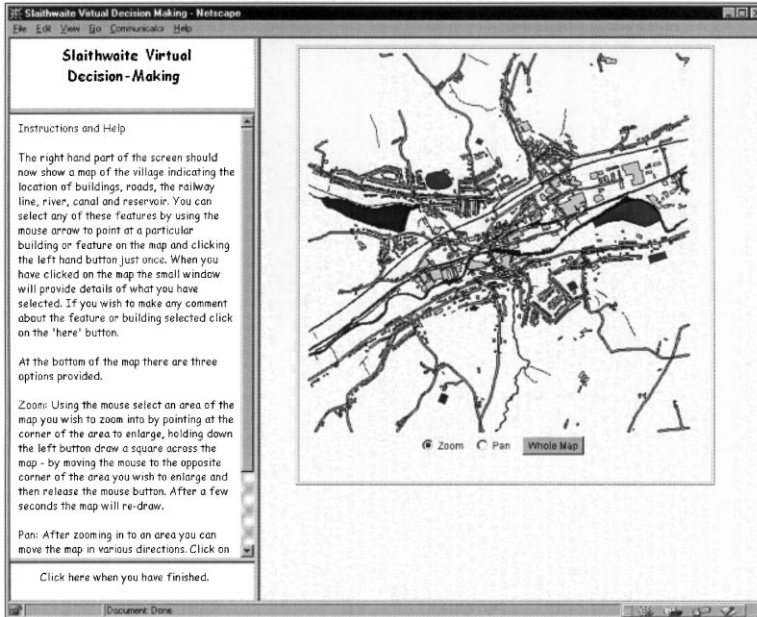 Slaithwaite Virtual Decision Making - Netscape
File Edit View Go Communicator Help
Slaithwaite Virtual
Decision-Making
Instructions and Help
The right hand part of the screen should
now show a map of the village indicating the
location of buildings, roads, the railway
line, river, canal and reservoir. You can
select any of these features by using the
mouse arrow to point at a particular
building or feature on the map and clicking
the left hand button just once. When you
have clicked on the map the small window
will provide details of what you have
selected. If you wish to make any comment
about the feature or building selected click
on the 'here' button.
At the bottom of the map there are three
options provided.
Zoom: Using the mouse select an area of the
map you wish to zoom into by pointing at the
corner of the area to enlarge, holding down
the left button draw a square across the
map - by moving the mouse to the opposite
corner of the area you wish to enlarge and
then release the mouse button. After a few
seconds the map will re-draw.
Pan: After zooming in to an area you can
move the map in various directions. Click on
Click here when you have finished.
Zoom Pan Whole Map
Document: Done